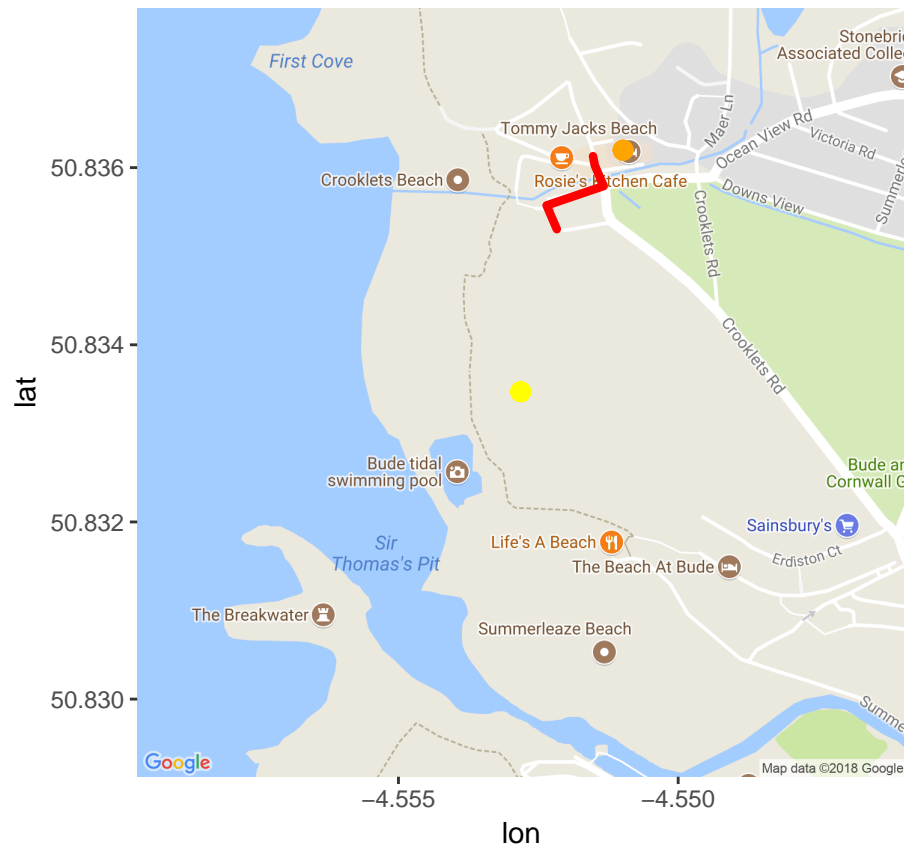 First Cove
Stonebri
Associated Colle
Tommy Jacks Beach
Maer Ln
Ocean View Rd
Victoria Rd
Summerl
Crooklets Beach
Rosie's Kitchen Cafe
Downs View
Crooklets Rd
Crooklets Rd
Bude tidal
swimming pool
Bude an
Cornwall G
Sainsbury's
Sir
Thomas's Pit
Life's A Beach
Erdiston Ct
The Beach At Bude
The Breakwater
Summerleaze Beach
Summe
Google
Map data ©2018 Google
50.836
50.834
50.832
50.830
lat
−4.555
−4.550
lon